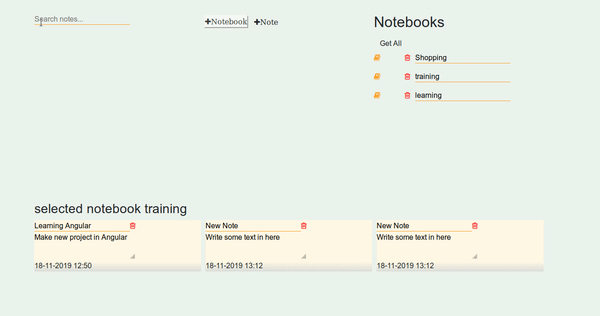 Search notes...
+Notebook +Note
Notebooks
Get All
Shopping
training
learning
selected notebook training
Learning Angular
Make new project in Angular
18-11-2019 12:50
New Note
Write some text in here
18-11-2019 13:12
New Note
Write some text in here
18-11-2019 13:12